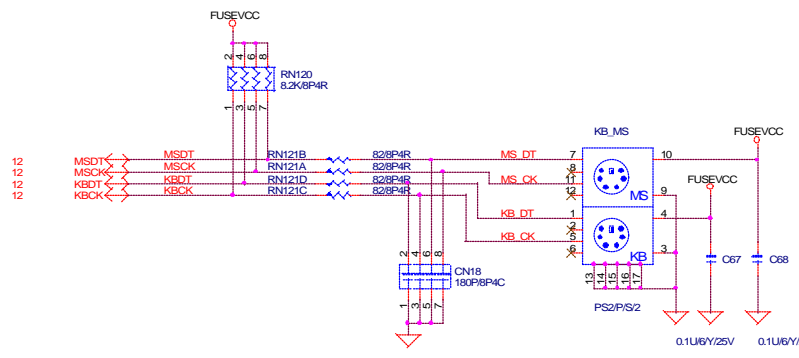 FUSEVCC
2 4 6 8
RN120
8.2K/8P4R
1 3 5 7
KB_MS
FUSEVCC
12 MSDT MSDT RN121B 82/8P4R MS_DT 7 10
12 MSCK MSCK RN121A 82/8P4R 8
12 KBDT KBDT RN121D 82/8P4R MS_CK 11 FUSEVCC
12 KBCK KBCK RN121C 82/8P4R 12 MS 9
KB_DT 1 4
2
KB_CK 5
6 KB 3
2 4 6 8
CN18
180P/8P4C
1 3 5 7
13 14 15 16 17
C67 C68
PS2/P/S/2
0.1U/6/Y/25V 0.1U/6/Y/